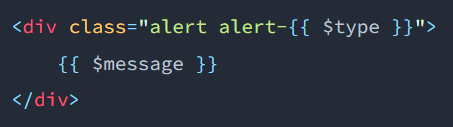 <div class="alert alert-{{ $type }}">
    {{ $message }}
</div>